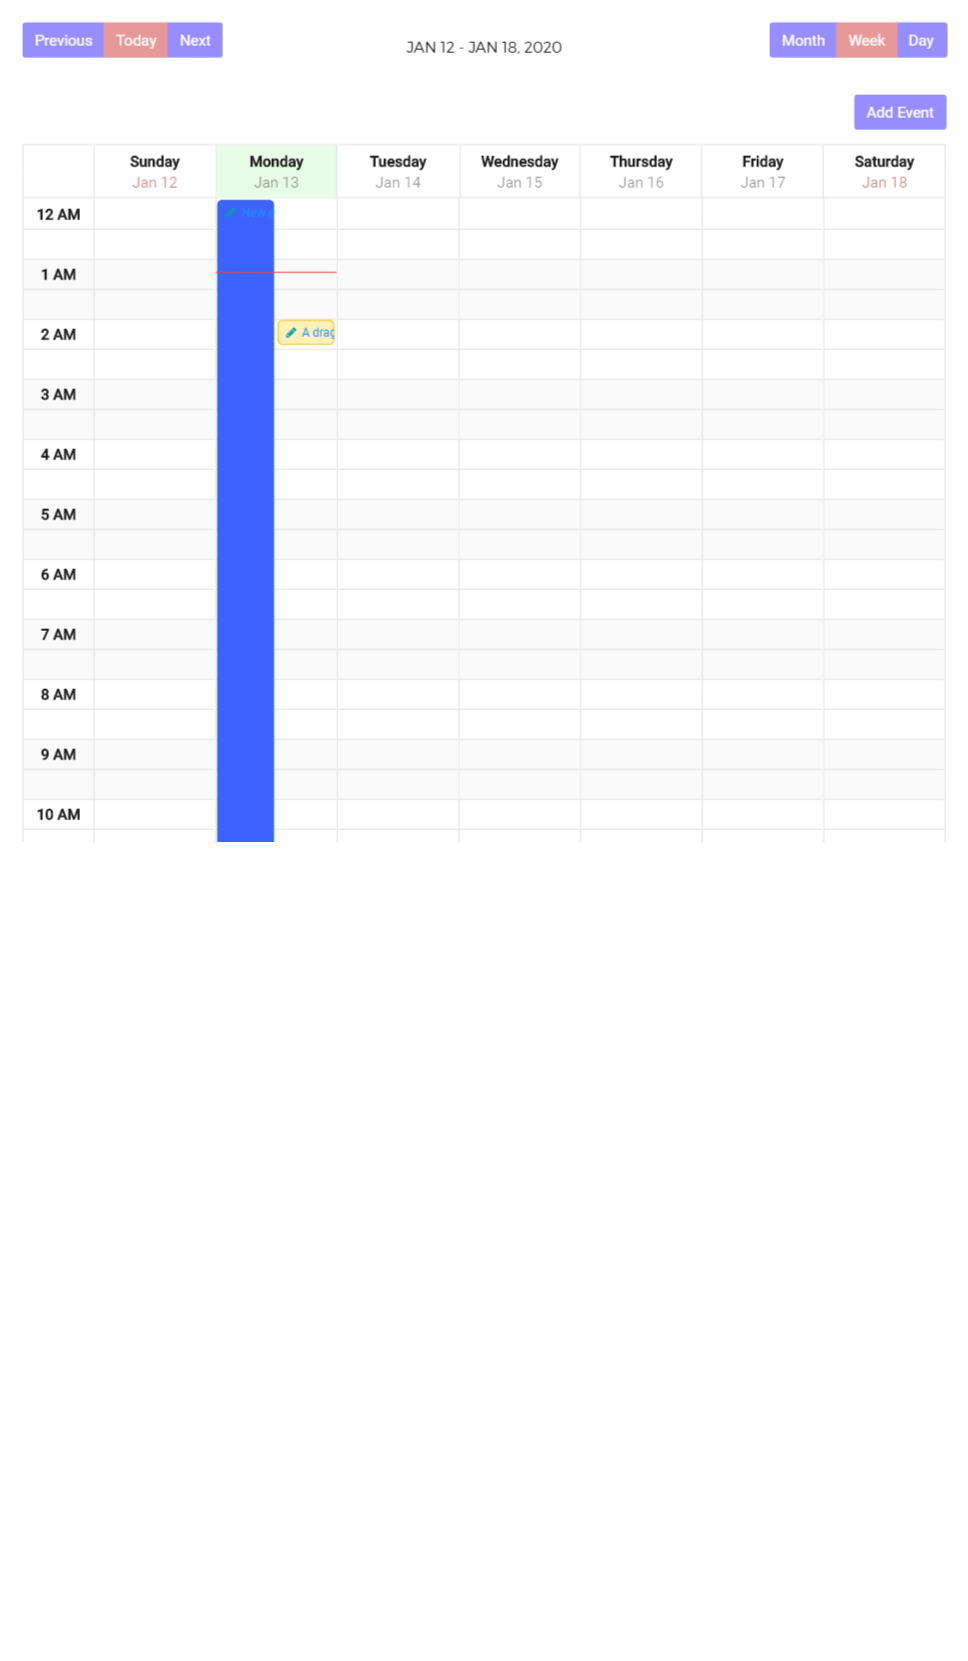 Previous Today Next
JAN 12 - JAN 18, 2020
Month Week Day
Add Event
Sunday Monday Tuesday Wednesday Thursday Friday Saturday
Jan 12 Jan 13 Jan 14 Jan 15 Jan 16 Jan 17 Jan 18
12 AM
New
1 AM
2 AM
A drag
3 AM
4 AM
5 AM
6 AM
7 AM
8 AM
9 AM
10 AM